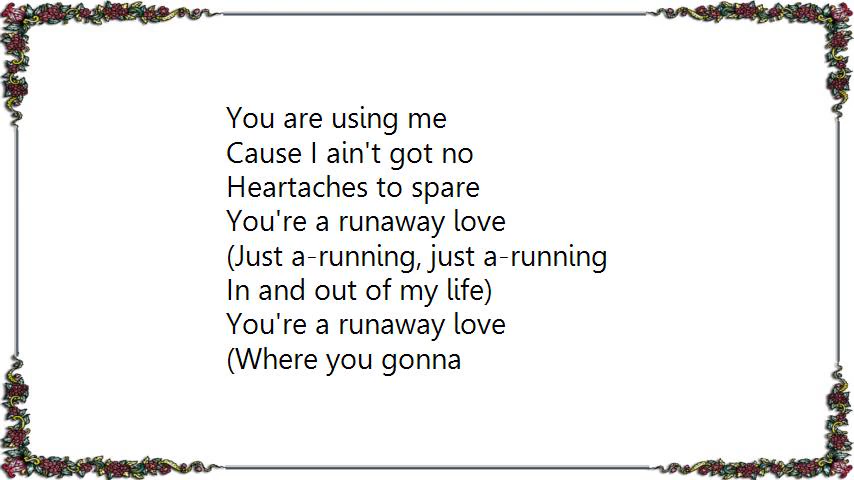 You are using me
Cause I ain't got no
Heartaches to spare
You're a runaway love
(Just a-running, just a-running
In and out of my life)
You're a runaway love
(Where you gonna